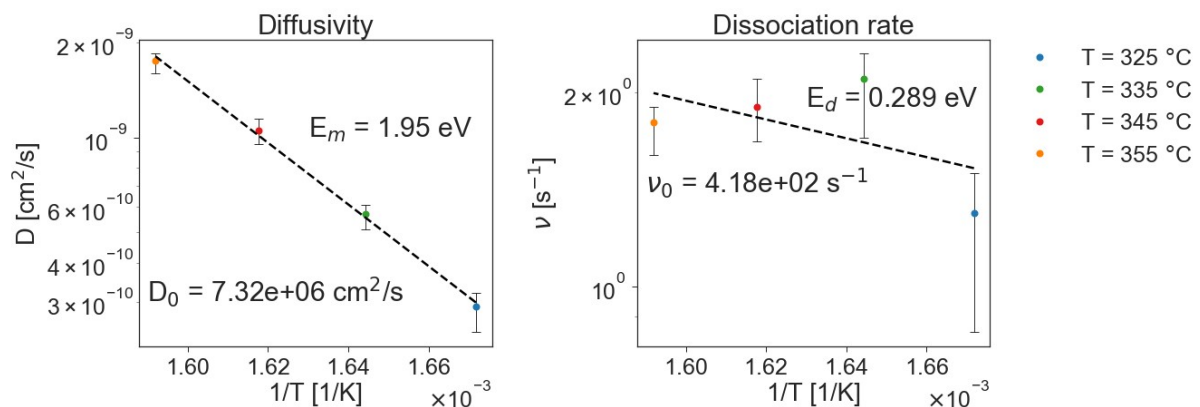 Diffusivity
2 × 10⁻⁹
10⁻⁹
6 × 10⁻¹⁰
4 × 10⁻¹⁰
3 × 10⁻¹⁰
D [cm²/s]
Eₘ = 1.95 eV
D₀ = 7.32e+06 cm²/s
1.60 1.62 1.64 1.66
1/T [1/K]
×10⁻³
Dissociation rate
2 × 10⁰
10⁰
ν [s⁻¹]
E_d = 0.289 eV
ν₀ = 4.18e+02 s⁻¹
1.60 1.62 1.64 1.66
1/T [1/K]
×10⁻³
T = 325 °C
T = 335 °C
T = 345 °C
T = 355 °C